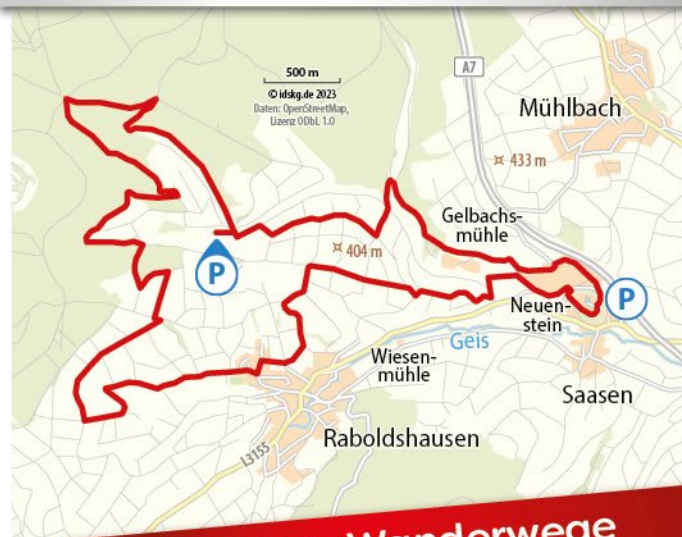 500 m
© idskg.de 2023
Daten: OpenStreetMap,
Lizenz ODbL 1.0
A7
Mühlbach
433 m
Gelbachs-
mühle
404 m
P
P
Neuen-
stein
Geis
Wiesen-
mühle
Saasen
Raboldshausen
L3155
Wanderwege